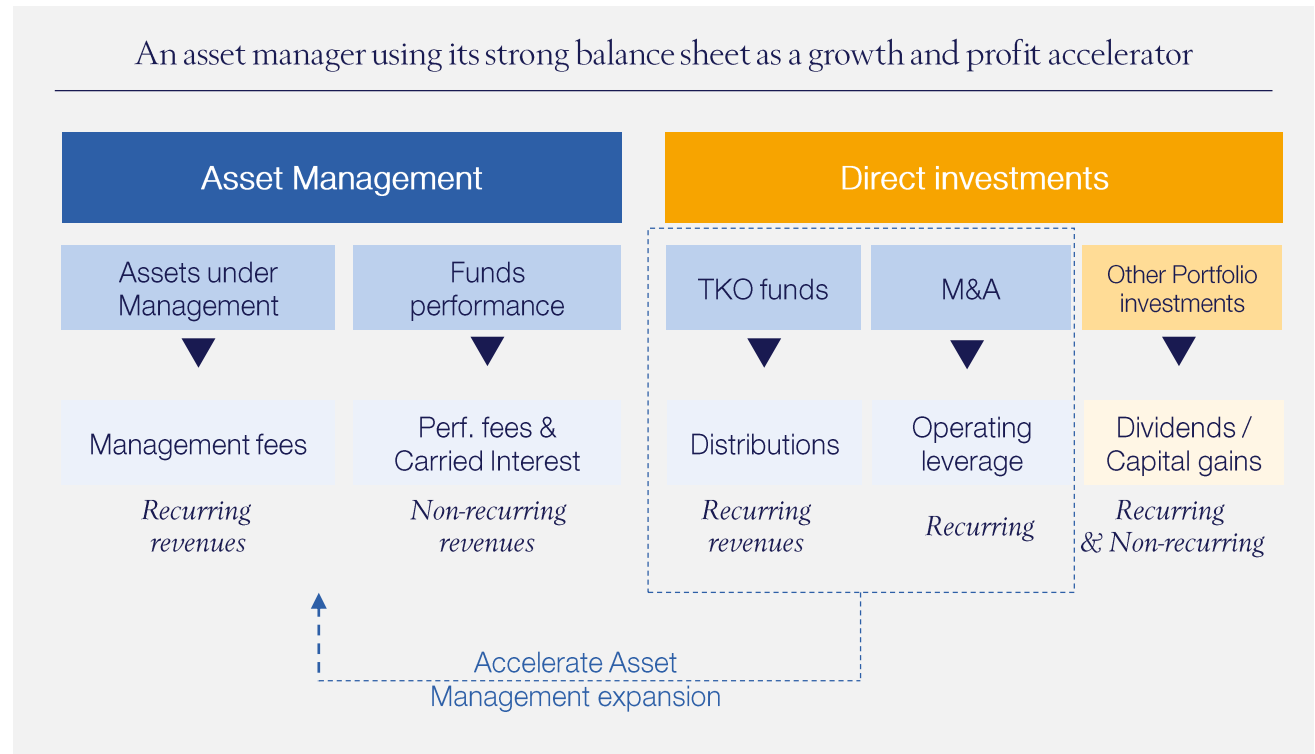 An asset manager using its strong balance sheet as a growth and profit accelerator
Asset Management
Direct investments
Assets under
Management
Funds
performance
TKO funds
M&A
Other Portfolio
investments
Management fees
Perf. fees &
Carried Interest
Distributions
Operating
leverage
Dividends /
Capital gains
Recurring
revenues
Non-recurring
revenues
Recurring
revenues
Recurring
Recurring
& Non-recurring
Accelerate Asset
Management expansion